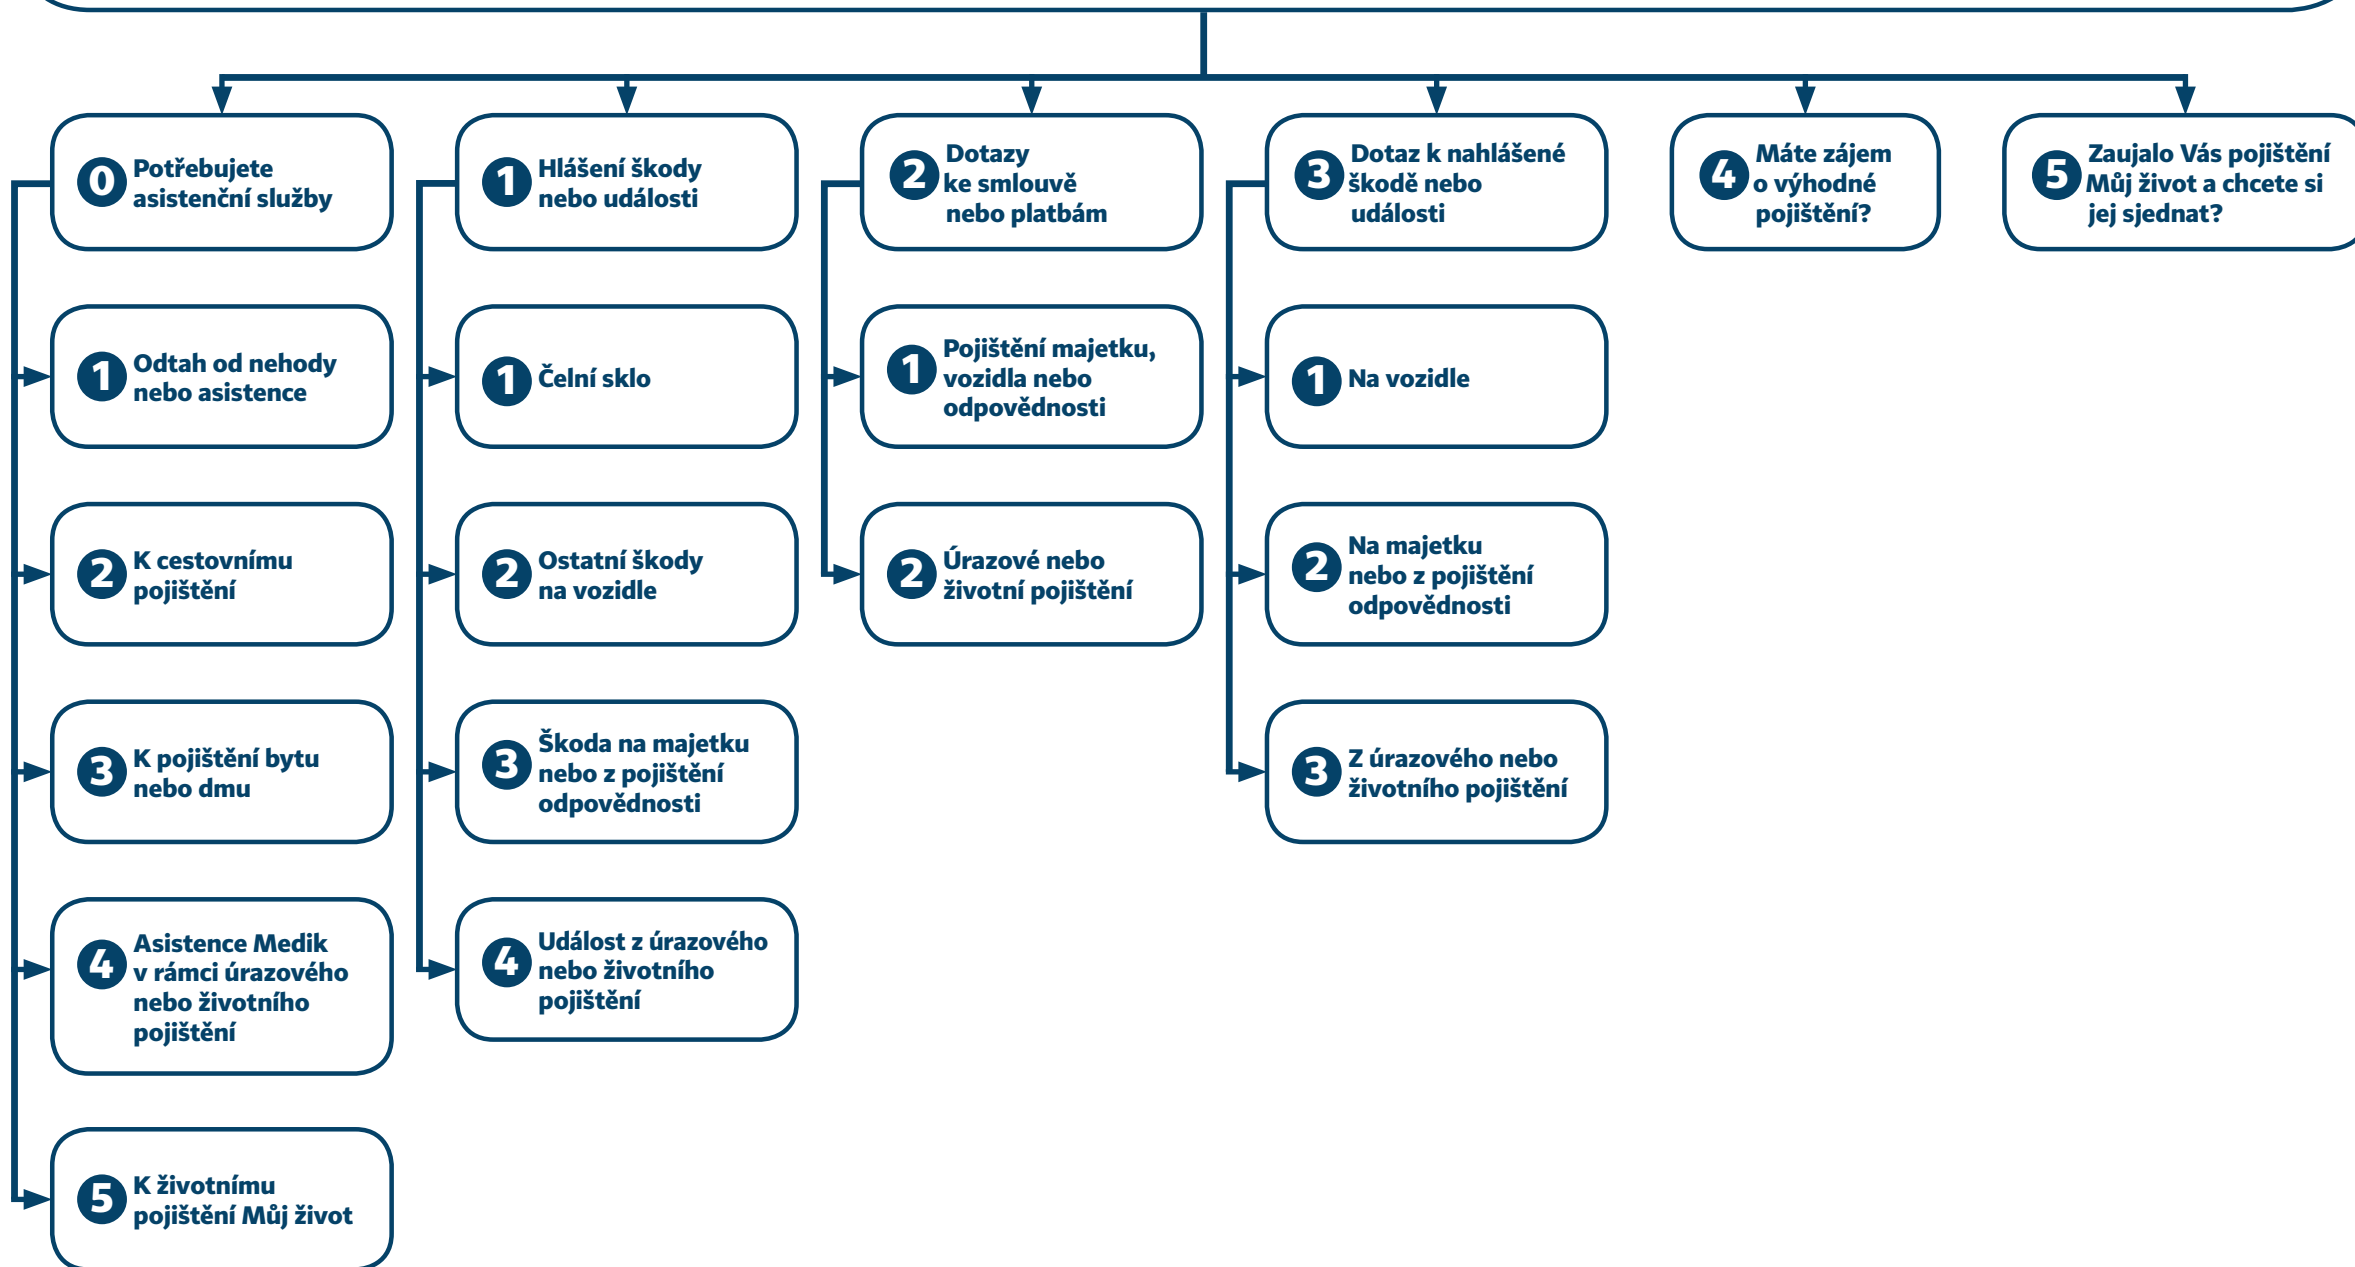 0 Potřebujete
asistenční služby
1 Odtah od nehody
nebo asistence
2 K cestovnímu
pojištění
3 K pojištění bytu
nebo dmu
4 Asistence Medik
v rámci úrazového
nebo životního
pojištění
5 K životnímu
pojištění Můj život
1 Hlášení škody
nebo události
1 Čelní sklo
2 Ostatní škody
na vozidle
3 Škoda na majetku
nebo z pojištění
odpovědnosti
4 Událost z úrazového
nebo životního
pojištění
2 Dotazy
ke smlouvě
nebo platbám
1 Pojištění majetku,
vozidla nebo
odpovědnosti
2 Úrazové nebo
životní pojištění
3 Dotaz k nahlášené
škodě nebo
události
1 Na vozidle
2 Na majetku
nebo z pojištění
odpovědnosti
3 Z úrazového nebo
životního pojištění
4 Máte zájem
o výhodné
pojištění?
5 Zaujalo Vás pojištění
Můj život a chcete si
jej sjednat?